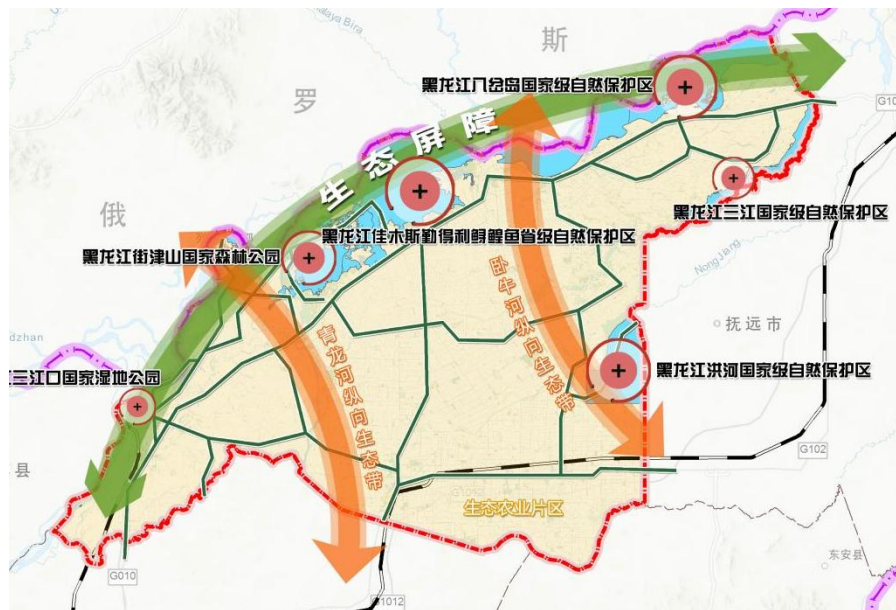 斯
罗
俄
黑龙江八岔岛国家级自然保护区
生态屏障
G10
黑龙江三江国家级自然保护区
黑龙江佳木斯勒得利鲟鳇鱼省级自然保护区
黑龙江街津山国家森林公园
NongJiang
抚远市
卧牛河纵向生态带
青龙河纵向生态带
黑龙江洪河国家级自然保护区
江三江口国家湿地公园
县
G102
生态农业片区
东安县
G010
G1012